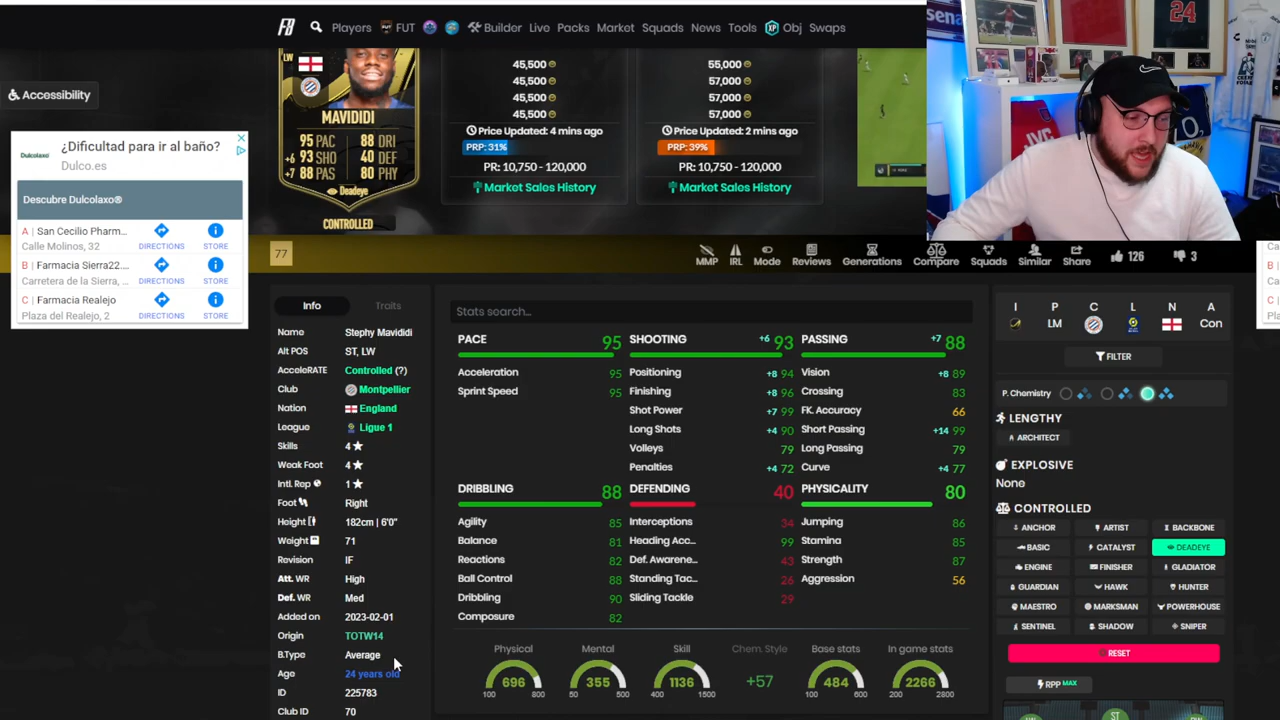 FB Players FUT Builder Live Packs Market Squads News Tools XP Obj Swaps
Accessibility
¿Dificultad para ir al baño?
Dulco.es
Descubre Dulcolaxo®
A | San Cecilio Pharm...
Calle Molinos, 32
DIRECTIONS STORE
B | Farmacia Sierra22....
Carretera de la Sierra, ...
DIRECTIONS STORE
C | Farmacia Realejo
Plaza del Realejo, 2
DIRECTIONS STORE
LW
MAVIDIDI
95 PAC 88 DRI
+6 93 SHO 40 DEF
+7 88 PAS 80 PHY
Deadeye
CONTROLLED
45,500
45,500
45,500
45,500
Price Updated: 4 mins ago
PRP: 31%
PR: 10,750 - 120,000
Market Sales History
55,000
57,000
57,000
57,000
Price Updated: 2 mins ago
PRP: 39%
PR: 10,750 - 120,000
Market Sales History
24
77
MMP IRL Mode Reviews Generations Compare Squads Similar Share 126 3
Info Traits
Name Stephy Mavididi
Alt POS ST, LW
AcceleRATE Controlled (?)
Club Montpellier
Nation England
League Ligue 1
Skills 4★
Weak Foot 4★
Intl. Rep 1★
Foot Right
Height 182cm | 6'0"
Weight 71
Revision IF
Att. WR High
Def. WR Med
Added on 2023-02-01
Origin TOTW14
B.Type Average
Age 24 years old
ID 225783
Club ID 70
Stats search...
PACE 95
Acceleration 95
Sprint Speed 95
SHOOTING +6 93
Positioning +8 94
Finishing +8 96
Shot Power +7 99
Long Shots +4 90
Volleys 79
Penalties +4 72
PASSING +7 88
Vision +8 89
Crossing 83
FK. Accuracy 66
Short Passing +14 99
Long Passing 79
Curve +4 77
DRIBBLING 88
Agility 85
Balance 81
Reactions 82
Ball Control 88
Dribbling 90
Composure 82
DEFENDING 40
Interceptions 34
Heading Acc... 99
Def. Awarene... 43
Standing Tac... 26
Sliding Tackle 29
PHYSICALITY 80
Jumping 86
Stamina 85
Strength 87
Aggression 56
Physical Mental Skill Chem. Style Base stats In game stats
696 355 1136 +57 484 2266
100 800 50 500 400 1500 100 600 200 2800
I P C L N A
LM Con
FILTER
P. Chemistry
LENGTHY
ARCHITECT
EXPLOSIVE
None
CONTROLLED
ANCHOR ARTIST BACKBONE
BASIC CATALYST DEADEYE
ENGINE FINISHER GLADIATOR
GUARDIAN HAWK HUNTER
MAESTRO MARKSMAN POWERHOUSE
SENTINEL SHADOW SNIPER
RESET
RPP MAX
ST
B |
Ca
C |
Pla